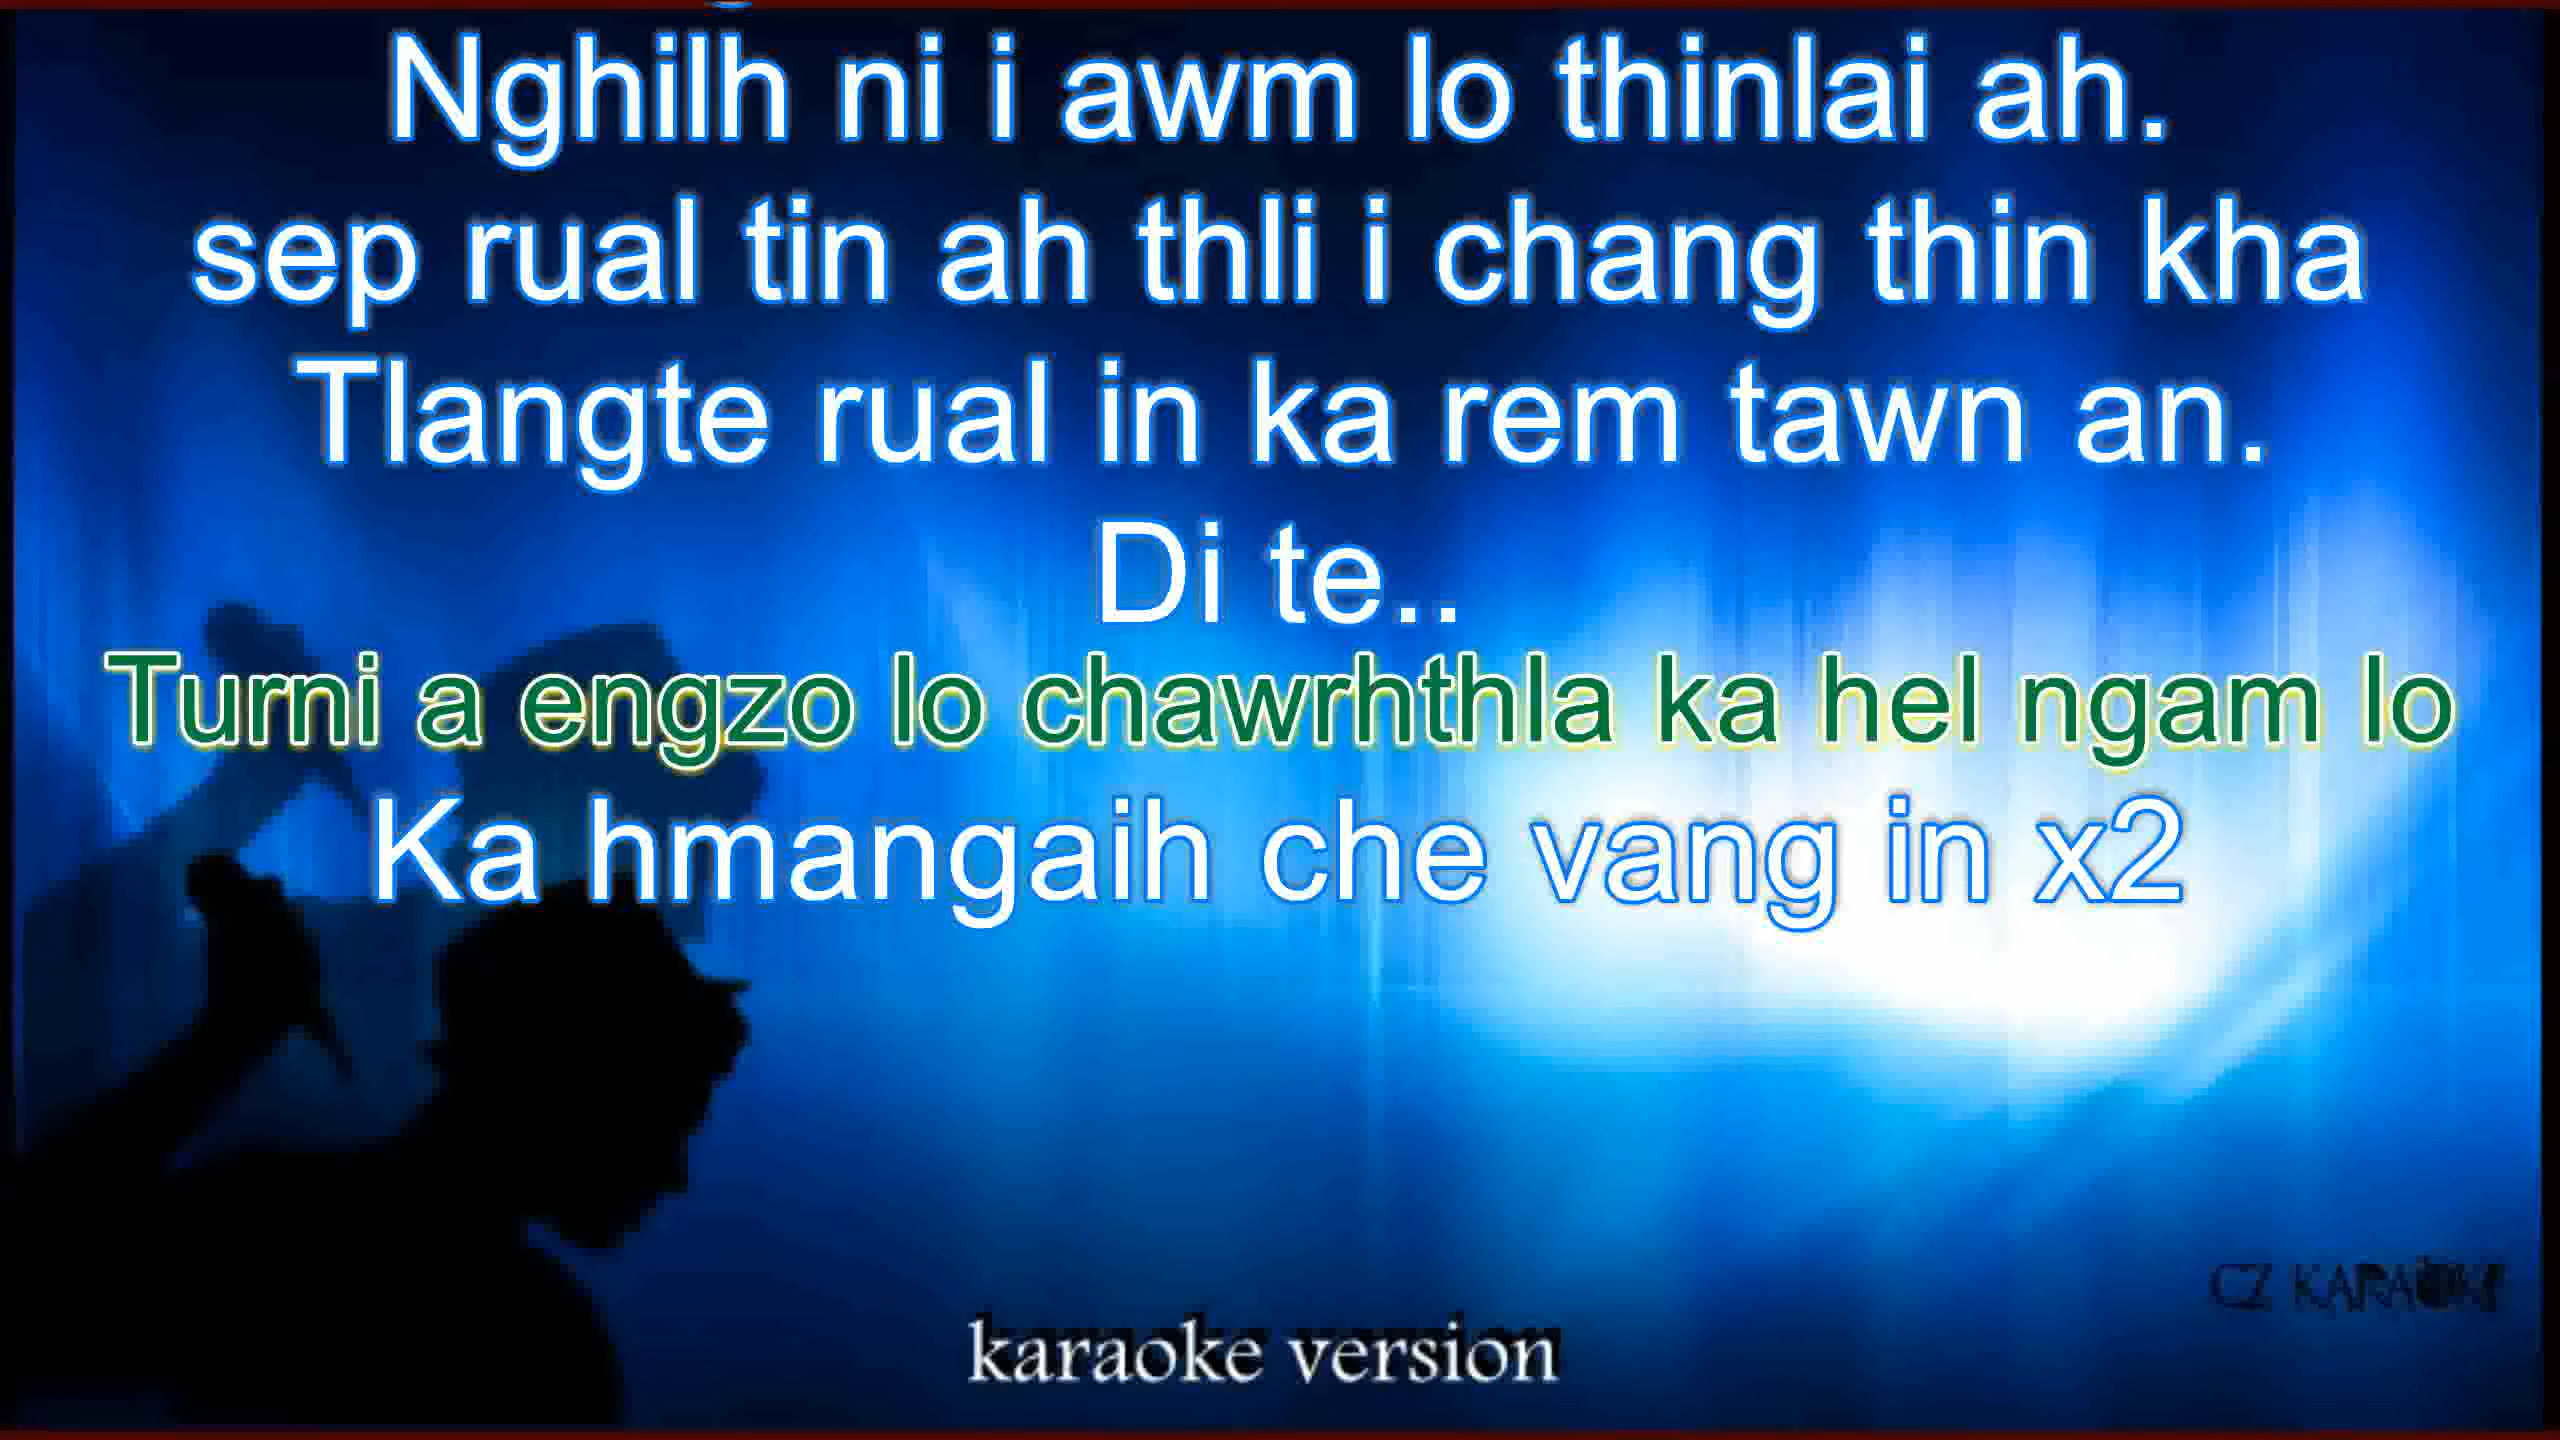 Nghilh ni i awm lo thinlai ah.
sep rual tin ah thli i chang thin kha
Tlangte rual in ka rem tawn an.
Di te..
Turni a engzo lo chawrhthla ka hel ngam lo
Ka hmangaih che vang in x2
CZ KARAOKE
karaoke version